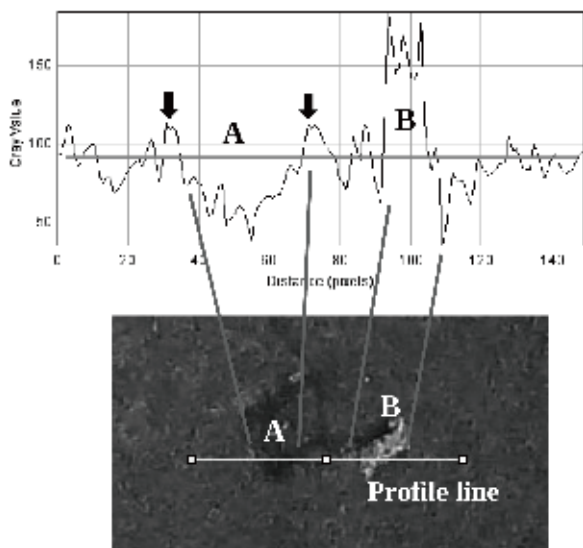 150
A
B
100
Gray Value
50
0 20 40 60 80 100 120 140
Distance (pixels)
B
A
Profile line